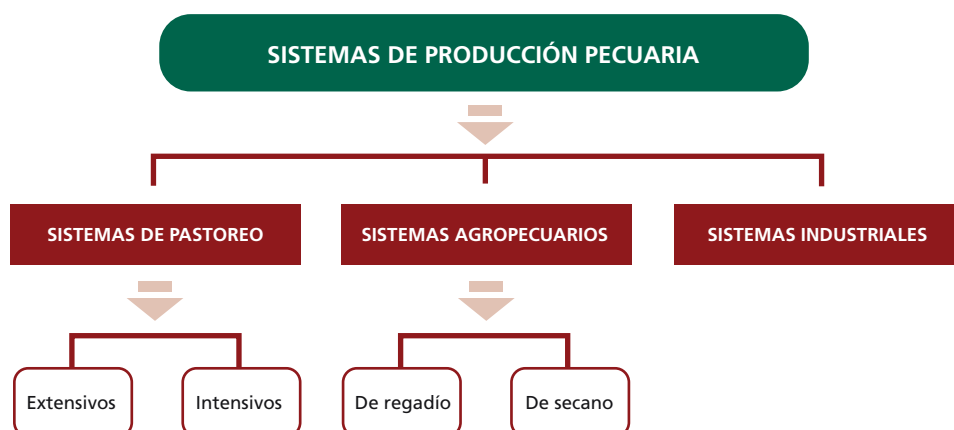 SISTEMAS DE PRODUCCIÓN PECUARIA
SISTEMAS DE PASTOREO
SISTEMAS AGROPECUARIOS
SISTEMAS INDUSTRIALES
Extensivos
Intensivos
De regadío
De secano